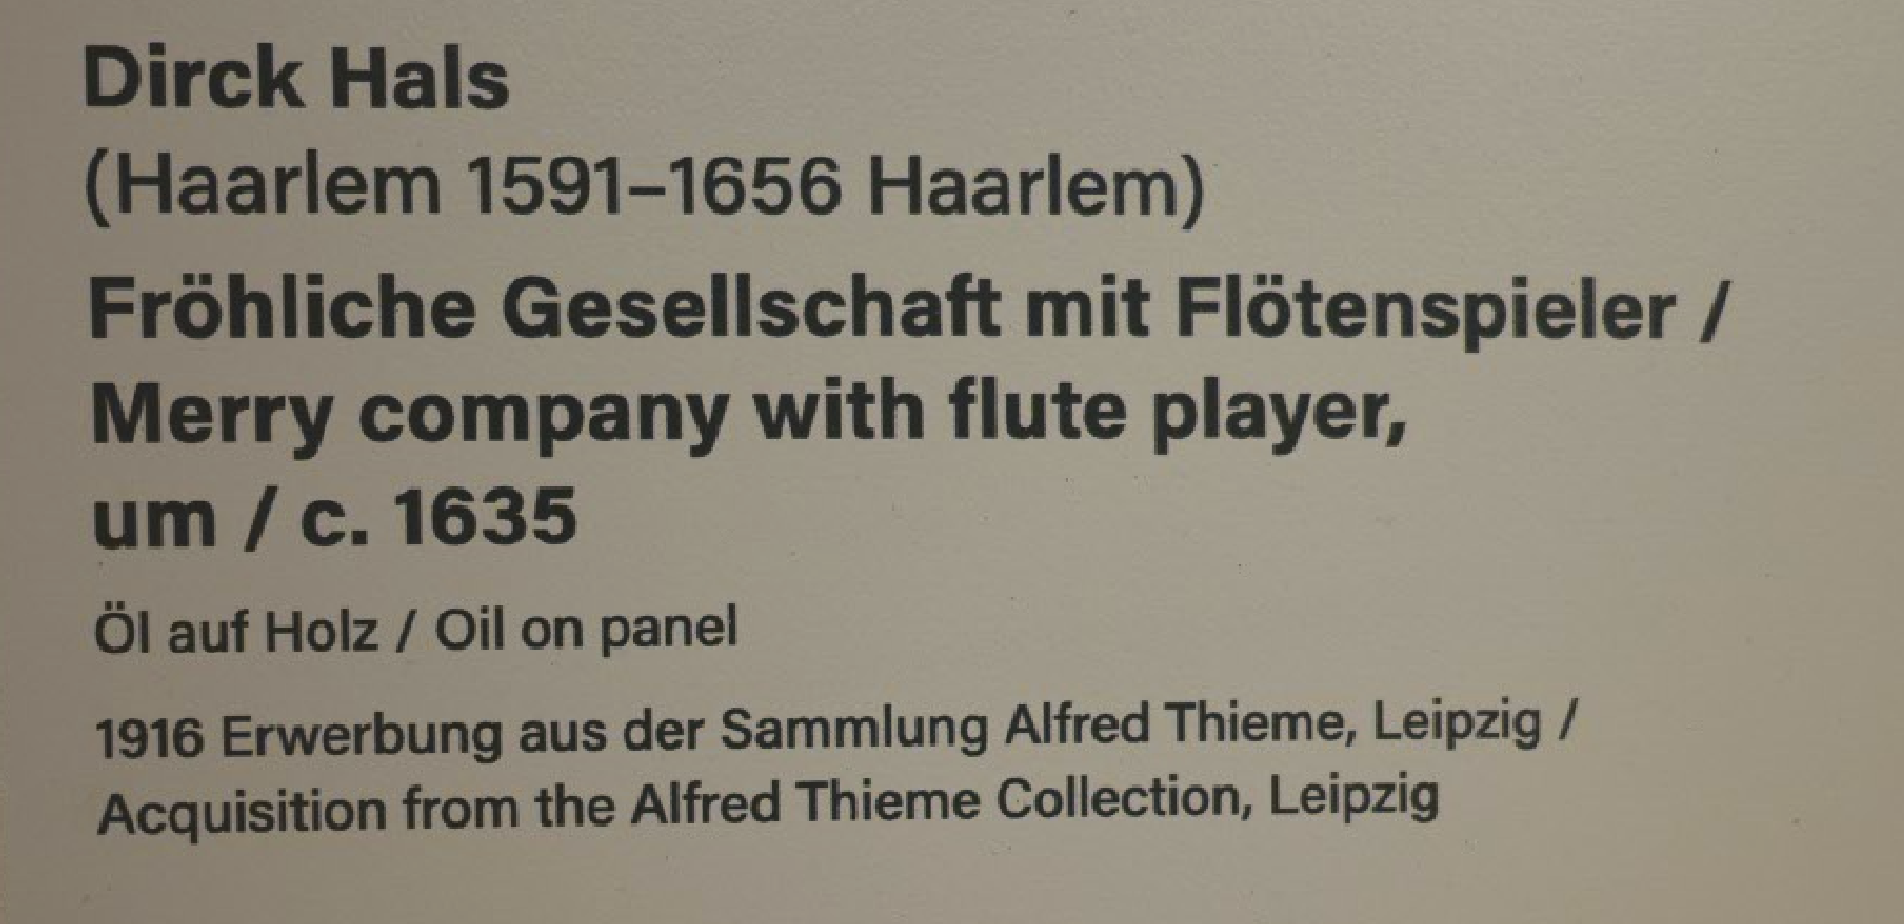 Dirck Hals
(Haarlem 1591–1656 Haarlem)
Fröhliche Gesellschaft mit Flötenspieler /
Merry company with flute player,
um / c. 1635
Öl auf Holz / Oil on panel
1916 Erwerbung aus der Sammlung Alfred Thieme, Leipzig /
Acquisition from the Alfred Thieme Collection, Leipzig